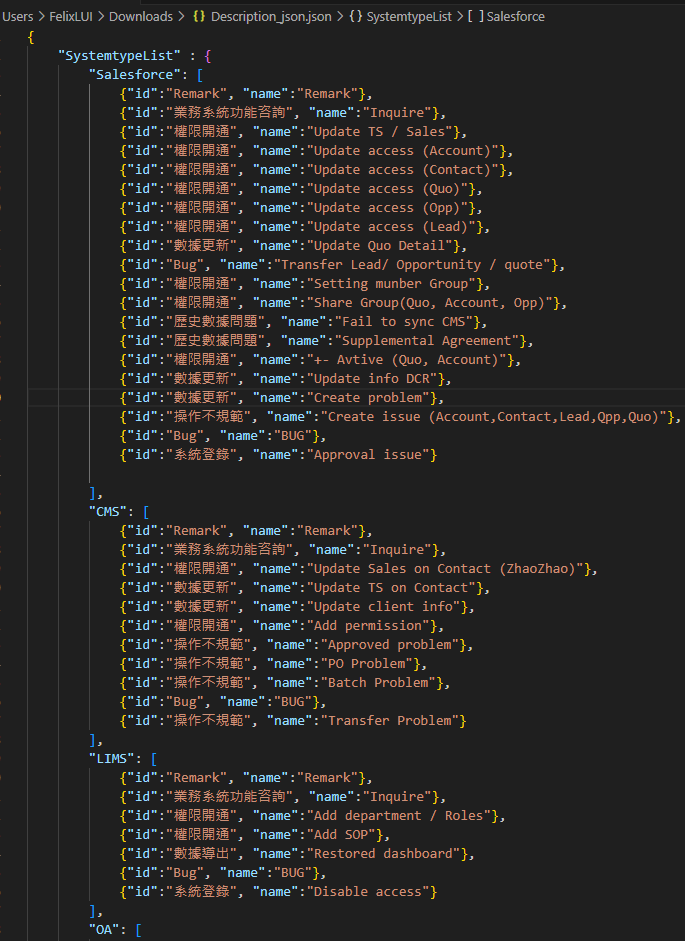 Users > FelixLUI > Downloads > {} Description_json.json > {} SystemtypeList > [ ] Salesforce
{
"SystemtypeList" : {
"Salesforce": [
{"id":"Remark", "name":"Remark"},
{"id":"業務系統功能咨詢", "name":"Inquire"},
{"id":"權限開通", "name":"Update TS / Sales"},
{"id":"權限開通", "name":"Update access (Account)"},
{"id":"權限開通", "name":"Update access (Contact)"},
{"id":"權限開通", "name":"Update access (Quo)"},
{"id":"權限開通", "name":"Update access (Opp)"},
{"id":"權限開通", "name":"Update access (Lead)"},
{"id":"數據更新", "name":"Update Quo Detail"},
{"id":"Bug", "name":"Transfer Lead/ Opportunity / quote"},
{"id":"權限開通", "name":"Setting munber Group"},
{"id":"權限開通", "name":"Share Group(Quo, Account, Opp)"},
{"id":"歷史數據問題", "name":"Fail to sync CMS"},
{"id":"歷史數據問題", "name":"Supplemental Agreement"},
{"id":"權限開通", "name":"+- Avtive (Quo, Account)"},
{"id":"數據更新", "name":"Update info DCR"},
{"id":"數據更新", "name":"Create problem"},
{"id":"操作不規範", "name":"Create issue (Account,Contact,Lead,Qpp,Quo)"},
{"id":"Bug", "name":"BUG"},
{"id":"系統登錄", "name":"Approval issue"}
],
"CMS": [
{"id":"Remark", "name":"Remark"},
{"id":"業務系統功能咨詢", "name":"Inquire"},
{"id":"權限開通", "name":"Update Sales on Contact (ZhaoZhao)"},
{"id":"數據更新", "name":"Update TS on Contact"},
{"id":"數據更新", "name":"Update client info"},
{"id":"權限開通", "name":"Add permission"},
{"id":"操作不規範", "name":"Approved problem"},
{"id":"操作不規範", "name":"PO Problem"},
{"id":"操作不規範", "name":"Batch Problem"},
{"id":"Bug", "name":"BUG"},
{"id":"操作不規範", "name":"Transfer Problem"}
],
"LIMS": [
{"id":"Remark", "name":"Remark"},
{"id":"業務系統功能咨詢", "name":"Inquire"},
{"id":"權限開通", "name":"Add department / Roles"},
{"id":"權限開通", "name":"Add SOP"},
{"id":"數據導出", "name":"Restored dashboard"},
{"id":"Bug", "name":"BUG"},
{"id":"系統登錄", "name":"Disable access"}
],
"OA": [